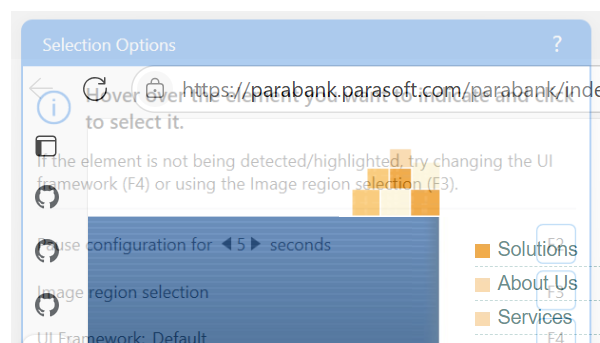 Selection Options ?
https://parabank.parasoft.com/parabank/inde
Hover over the element you want to indicate and click
to select it.
If the element is not being detected/highlighted, try changing the UI
framework (F4) or using the Image region selection (F3).
Pause configuration for 5 seconds F2
Solutions
About Us
Image region selection F3
Services
UI Framework: Default F4